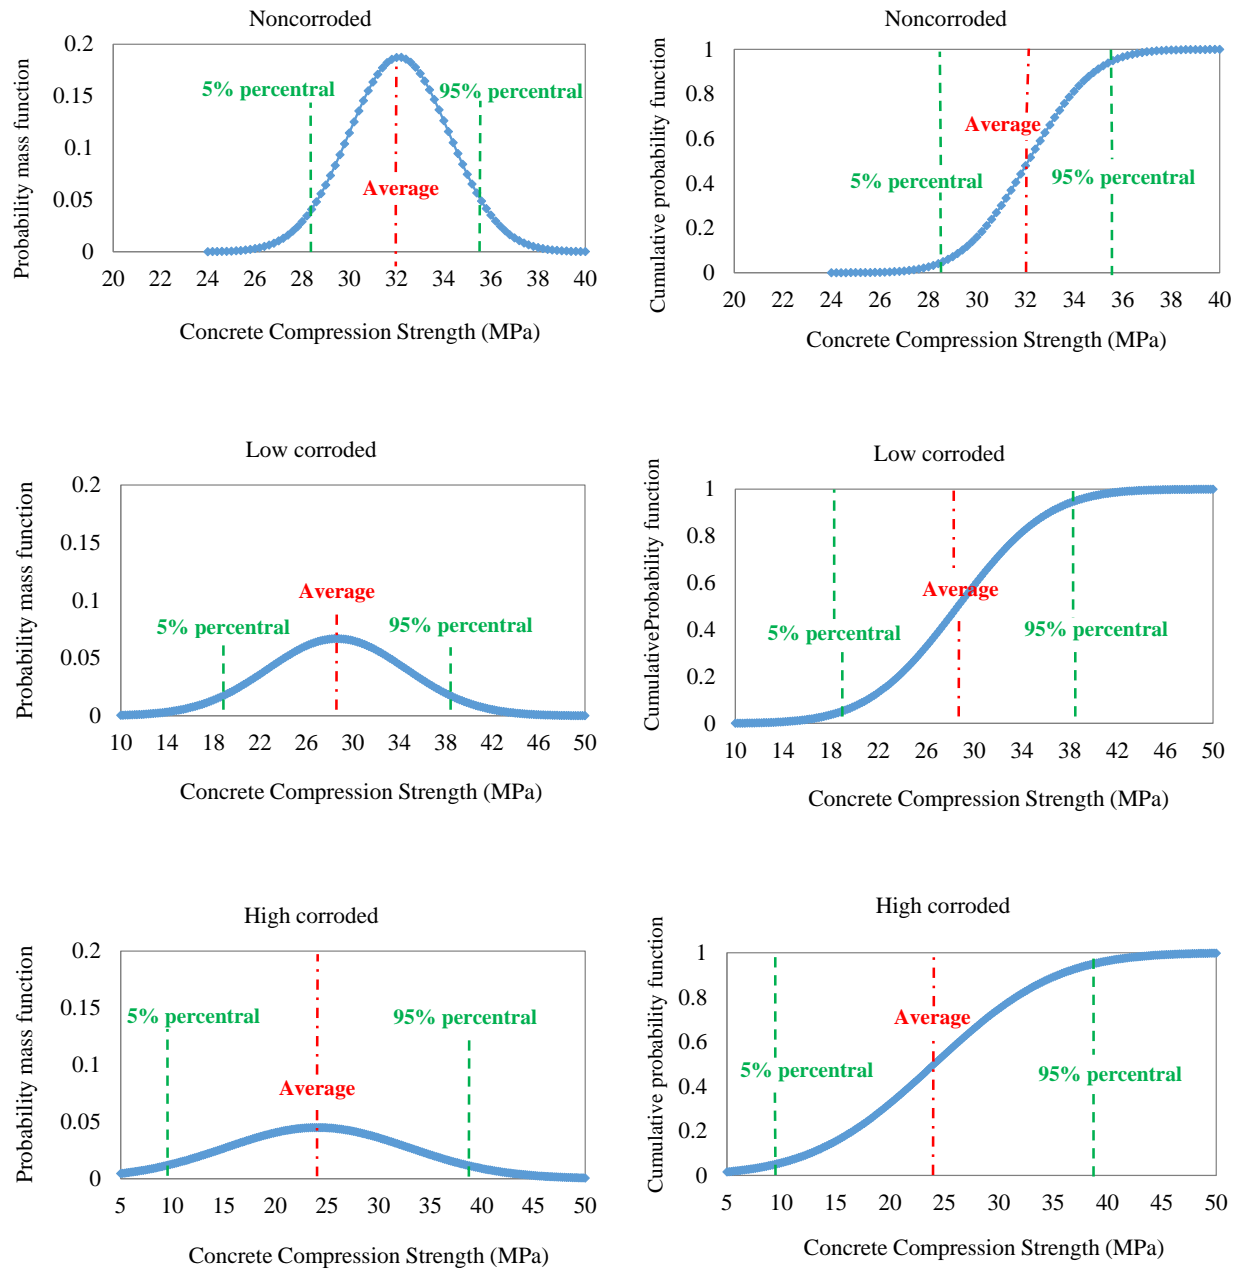 Noncorroded
Probability mass function
0.2
0.15
0.1
0.05
0
5% percentral
95% percentral
Average
20 22 24 26 28 30 32 34 36 38 40
Concrete Compression Strength (MPa)
Noncorroded
Cumulative probability function
1
0.8
0.6
0.4
0.2
0
Average
5% percentral
95% percentral
20 22 24 26 28 30 32 34 36 38 40
Concrete Compression Strength (MPa)
Low corroded
Probability mass function
0.2
0.15
0.1
0.05
0
Average
5% percentral
95% percentral
10 14 18 22 26 30 34 38 42 46 50
Concrete Compression Strength (MPa)
Low corroded
CumulativeProbability function
1
0.8
0.6
0.4
0.2
0
Average
5% percentral
95% percentral
10 14 18 22 26 30 34 38 42 46 50
Concrete Compression Strength (MPa)
High corroded
Probability mass function
0.2
0.15
0.1
0.05
0
5% percentral
95% percentral
Average
5 10 15 20 25 30 35 40 45 50
Concrete Compression Strength (MPa)
High corroded
Cumulative probability function
1
0.8
0.6
0.4
0.2
0
Average
5% percentral
95% percentral
5 10 15 20 25 30 35 40 45 50
Concrete Compression Strength (MPa)